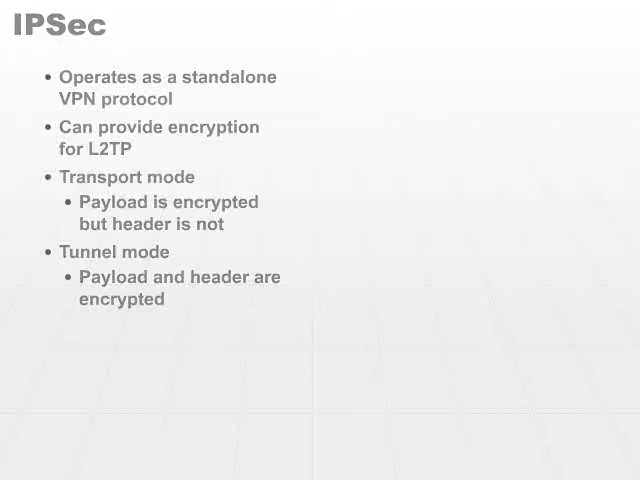 IPSec
• Operates as a standalone
VPN protocol
• Can provide encryption
for L2TP
• Transport mode
• Payload is encrypted
but header is not
• Tunnel mode
• Payload and header are
encrypted